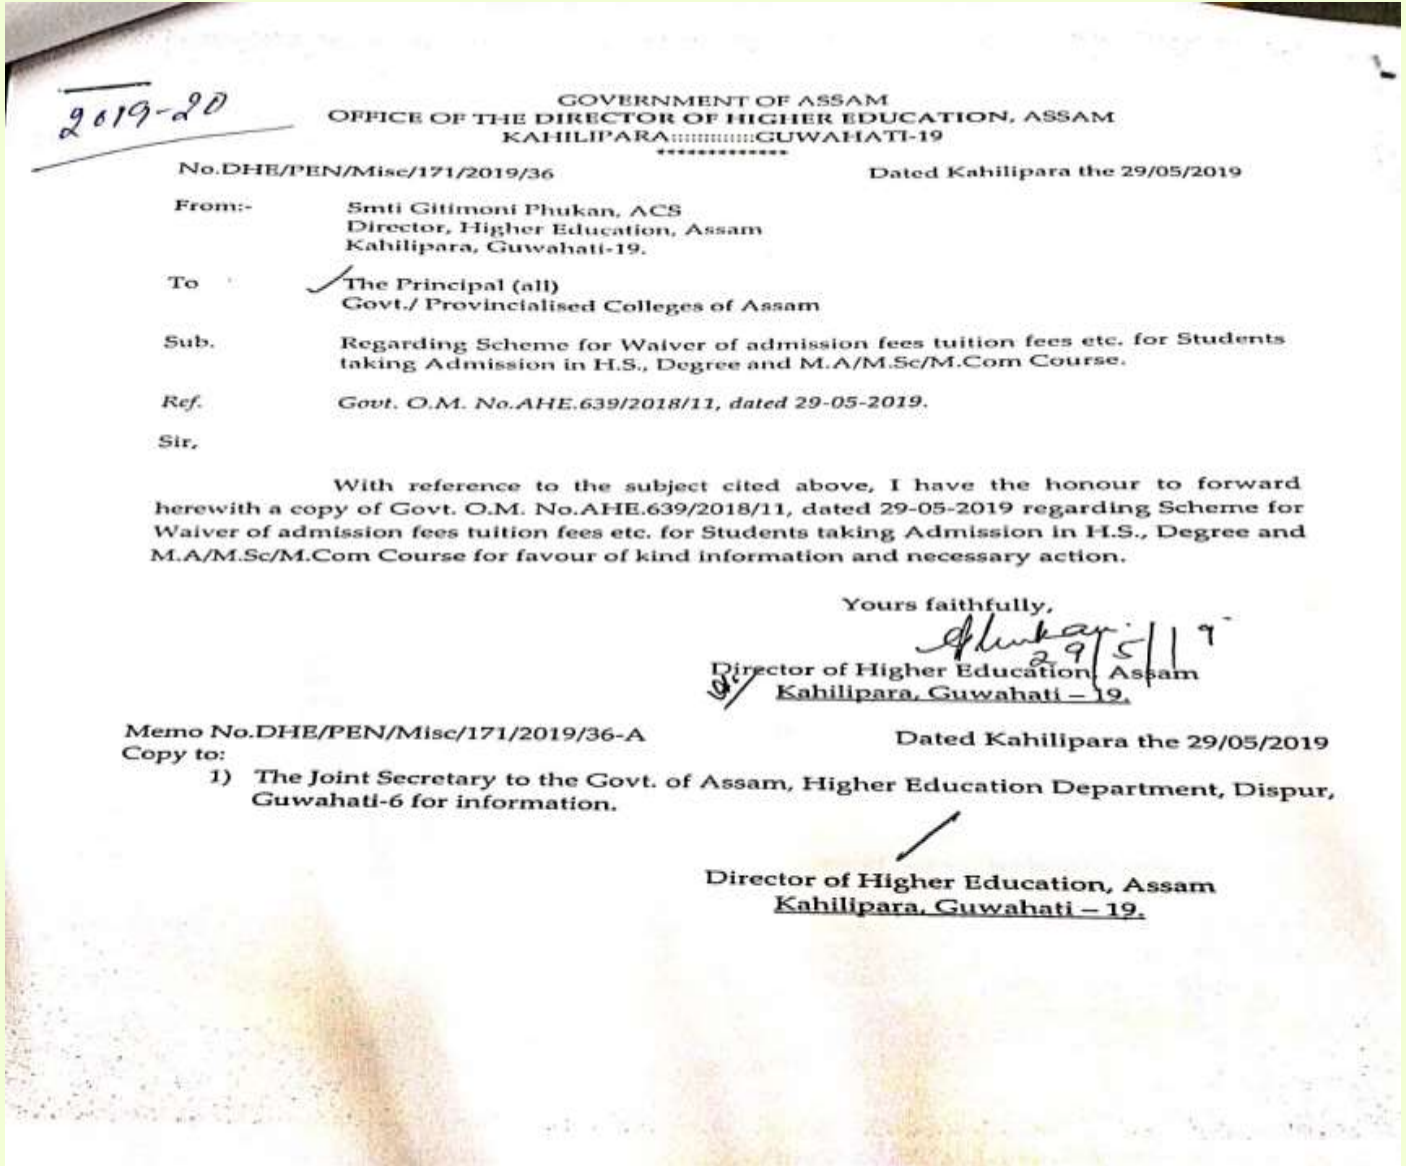 2019-20
GOVERNMENT OF ASSAM
OFFICE OF THE DIRECTOR OF HIGHER EDUCATION, ASSAM
KAHILIPARA:::::::::::::GUWAHATI-19
*************
No.DHE/PEN/Misc/171/2019/36 Dated Kahilipara the 29/05/2019
From:- Smti Gitimoni Phukan, ACS
Director, Higher Education, Assam
Kahilipara, Guwahati-19.
To The Principal (all)
Govt./ Provincialised Colleges of Assam
Sub. Regarding Scheme for Waiver of admission fees tuition fees etc. for Students
taking Admission in H.S., Degree and M.A/M.Sc/M.Com Course.
Ref. Govt. O.M. No.AHE.639/2018/11, dated 29-05-2019.
Sir,
With reference to the subject cited above, I have the honour to forward
herewith a copy of Govt. O.M. No.AHE.639/2018/11, dated 29-05-2019 regarding Scheme for
Waiver of admission fees tuition fees etc. for Students taking Admission in H.S., Degree and
M.A/M.Sc/M.Com Course for favour of kind information and necessary action.
Yours faithfully,
29/5/19
Director of Higher Education, Assam
Kahilipara, Guwahati – 19.
Memo No.DHE/PEN/Misc/171/2019/36-A Dated Kahilipara the 29/05/2019
Copy to:
1) The Joint Secretary to the Govt. of Assam, Higher Education Department, Dispur,
Guwahati-6 for information.
Director of Higher Education, Assam
Kahilipara, Guwahati – 19.